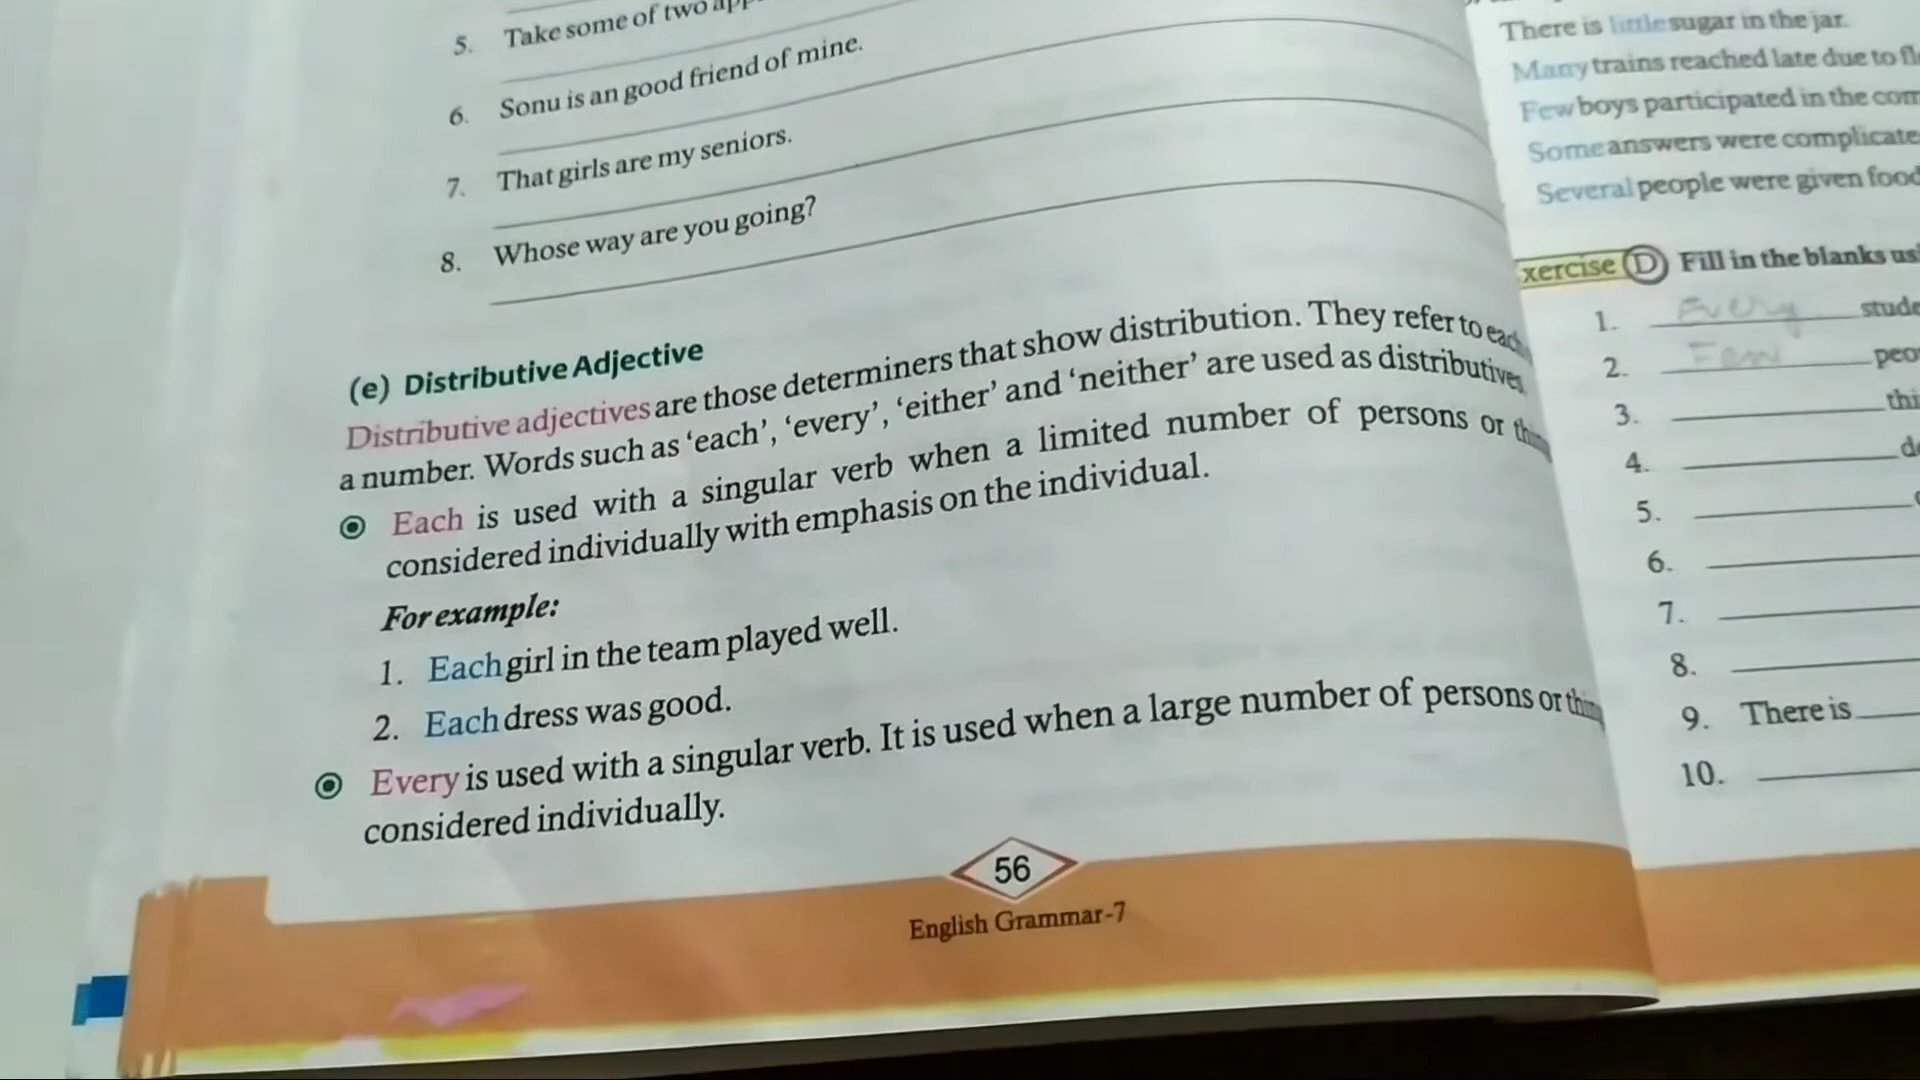 5. Take some of two
6. Sonu is an good friend of mine.
7. That girls are my seniors.
8. Whose way are you going?
(e) Distributive Adjective
Distributive adjectives are those determiners that show distribution. They refer to each
a number. Words such as ‘each’, ‘every’, ‘either’ and ‘neither’ are used as distributives.
Each is used with a singular verb when a limited number of persons or
considered individually with emphasis on the individual.
For example:
1. Each girl in the team played well.
2. Each dress was good.
Every is used with a singular verb. It is used when a large number of persons or
considered individually.
56
English Grammar-7
There is little sugar in the jar.
Many trains reached late due to
Few boys participated in the
Some answers were
Several people were given food
xercise D Fill in the blanks
1. Every
2. Few
3.
4.
5.
6.
7.
8.
9. There is
10.